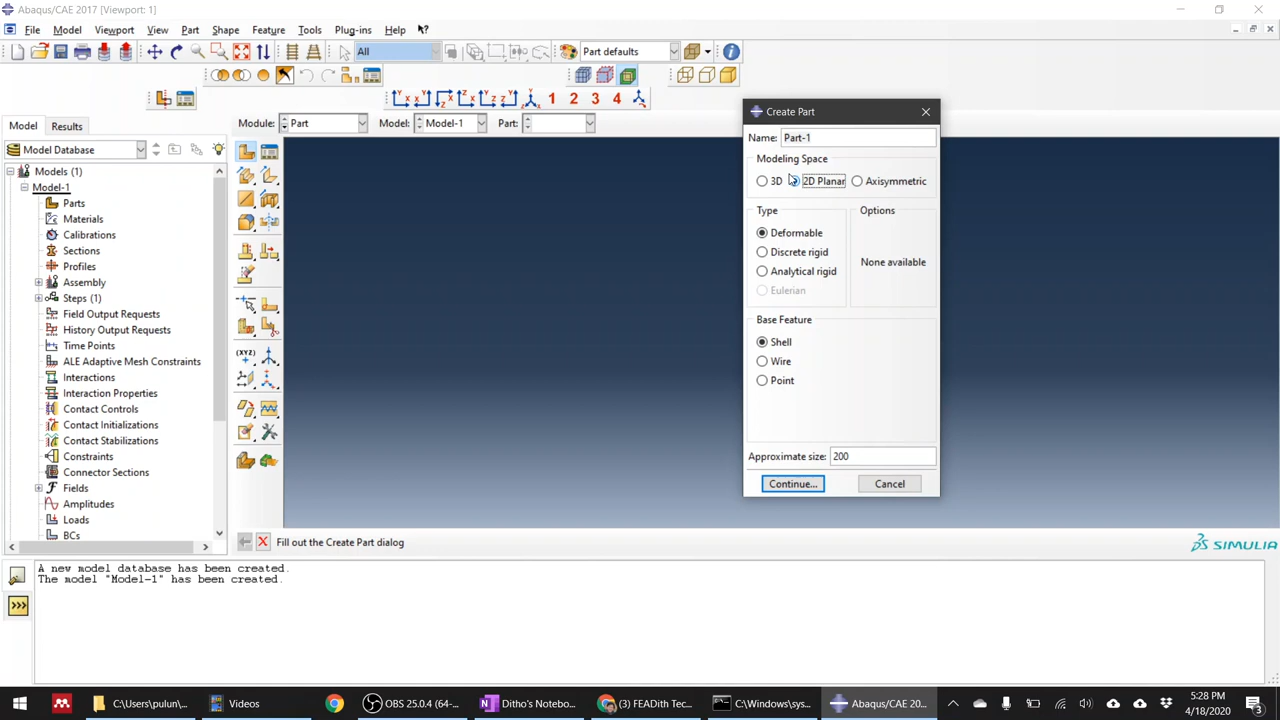 Abaqus/CAE 2017 [Viewport: 1]
File Model Viewport View Part Shape Feature Tools Plug-ins Help
All
Part defaults
1 2 3 4
Model Results
Module: Part Model: Model-1 Part:
Model Database
Models (1)
Model-1
Parts
Materials
Calibrations
Sections
Profiles
Assembly
Steps (1)
Field Output Requests
History Output Requests
Time Points
ALE Adaptive Mesh Constraints
Interactions
Interaction Properties
Contact Controls
Contact Initializations
Contact Stabilizations
Constraints
Connector Sections
Fields
Amplitudes
Loads
BCs
Create Part
Name: Part-1
Modeling Space
3D 2D Planar Axisymmetric
Type Options
Deformable
Discrete rigid
None available
Analytical rigid
Eulerian
Base Feature
Shell
Wire
Point
Approximate size: 200
Continue... Cancel
Fill out the Create Part dialog
SIMULIA
A new model database has been created.
The model "Model-1" has been created.
C:\Users\pulun\... Videos OBS 25.0.4 (64-... Ditho's Notebo... (3) FEADith Tec... C:\Windows\sys... Abaqus/CAE 20...
5:28 PM
4/18/2020
3